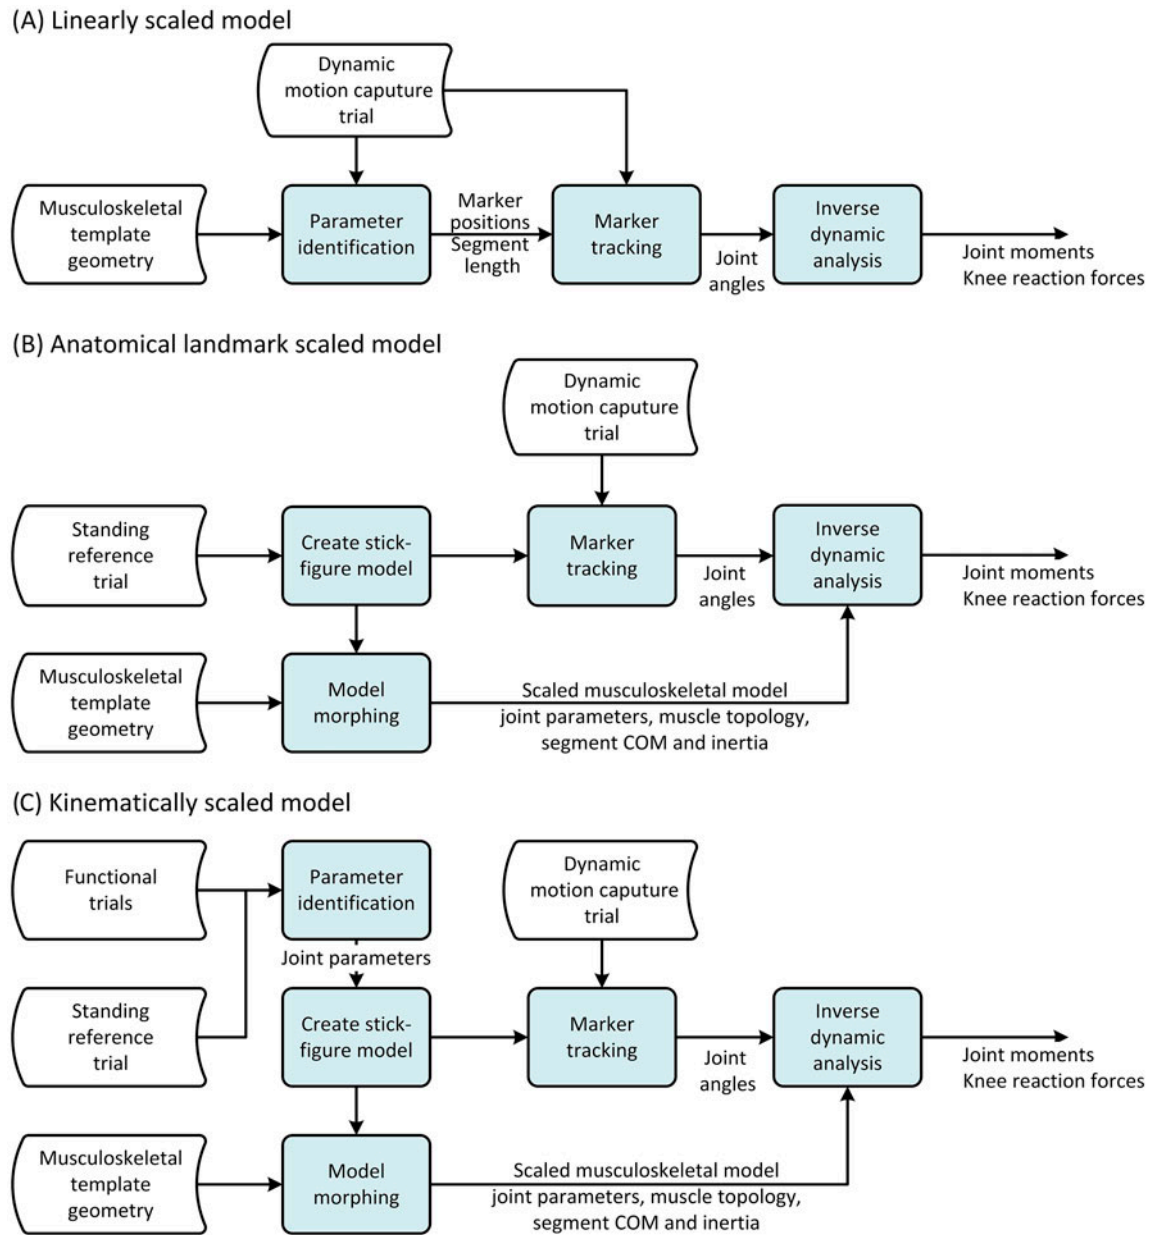 (A) Linearly scaled model
Dynamic
motion caputure
trial
Musculoskeletal
template
geometry
Parameter
identification
Marker
positions
Segment
length
Marker
tracking
Joint
angles
Inverse
dynamic
analysis
Joint moments
Knee reaction forces
(B) Anatomical landmark scaled model
Dynamic
motion caputure
trial
Standing
reference
trial
Create stick-
figure model
Marker
tracking
Joint
angles
Inverse
dynamic
analysis
Joint moments
Knee reaction forces
Musculoskeletal
template
geometry
Model
morphing
Scaled musculoskeletal model
joint parameters, muscle topology,
segment COM and inertia
(C) Kinematically scaled model
Functional
trials
Parameter
identification
Dynamic
motion caputure
trial
Joint parameters
Standing
reference
trial
Create stick-
figure model
Marker
tracking
Joint
angles
Inverse
dynamic
analysis
Joint moments
Knee reaction forces
Musculoskeletal
template
geometry
Model
morphing
Scaled musculoskeletal model
joint parameters, muscle topology,
segment COM and inertia